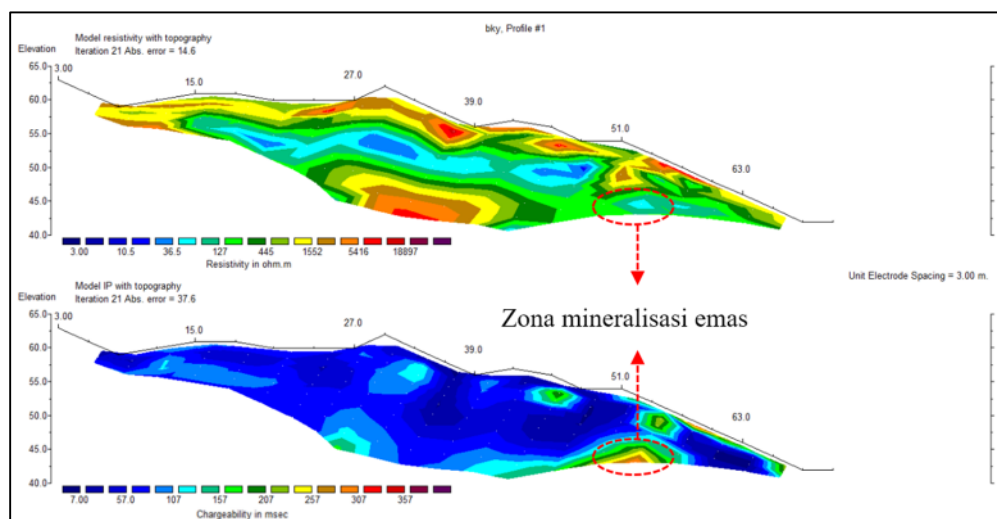 bky, Profile #1
Model resistivity with topography
Iteration 21 Abs. error = 14.6
Elevation
65.0
60.0
55.0
50.0
45.0
40.0
3.00
15.0
27.0
39.0
51.0
63.0
3.00 10.5 36.5 127 445 1552 5416 18897
Resistivity in ohm.m
Unit Electrode Spacing = 3.00 m.
Zona mineralisasi emas
Model IP with topography
Iteration 21 Abs. error = 37.6
Elevation
65.0
60.0
55.0
50.0
45.0
40.0
3.00
15.0
27.0
39.0
51.0
63.0
7.00 57.0 107 157 207 257 307 357
Chargeability in msec